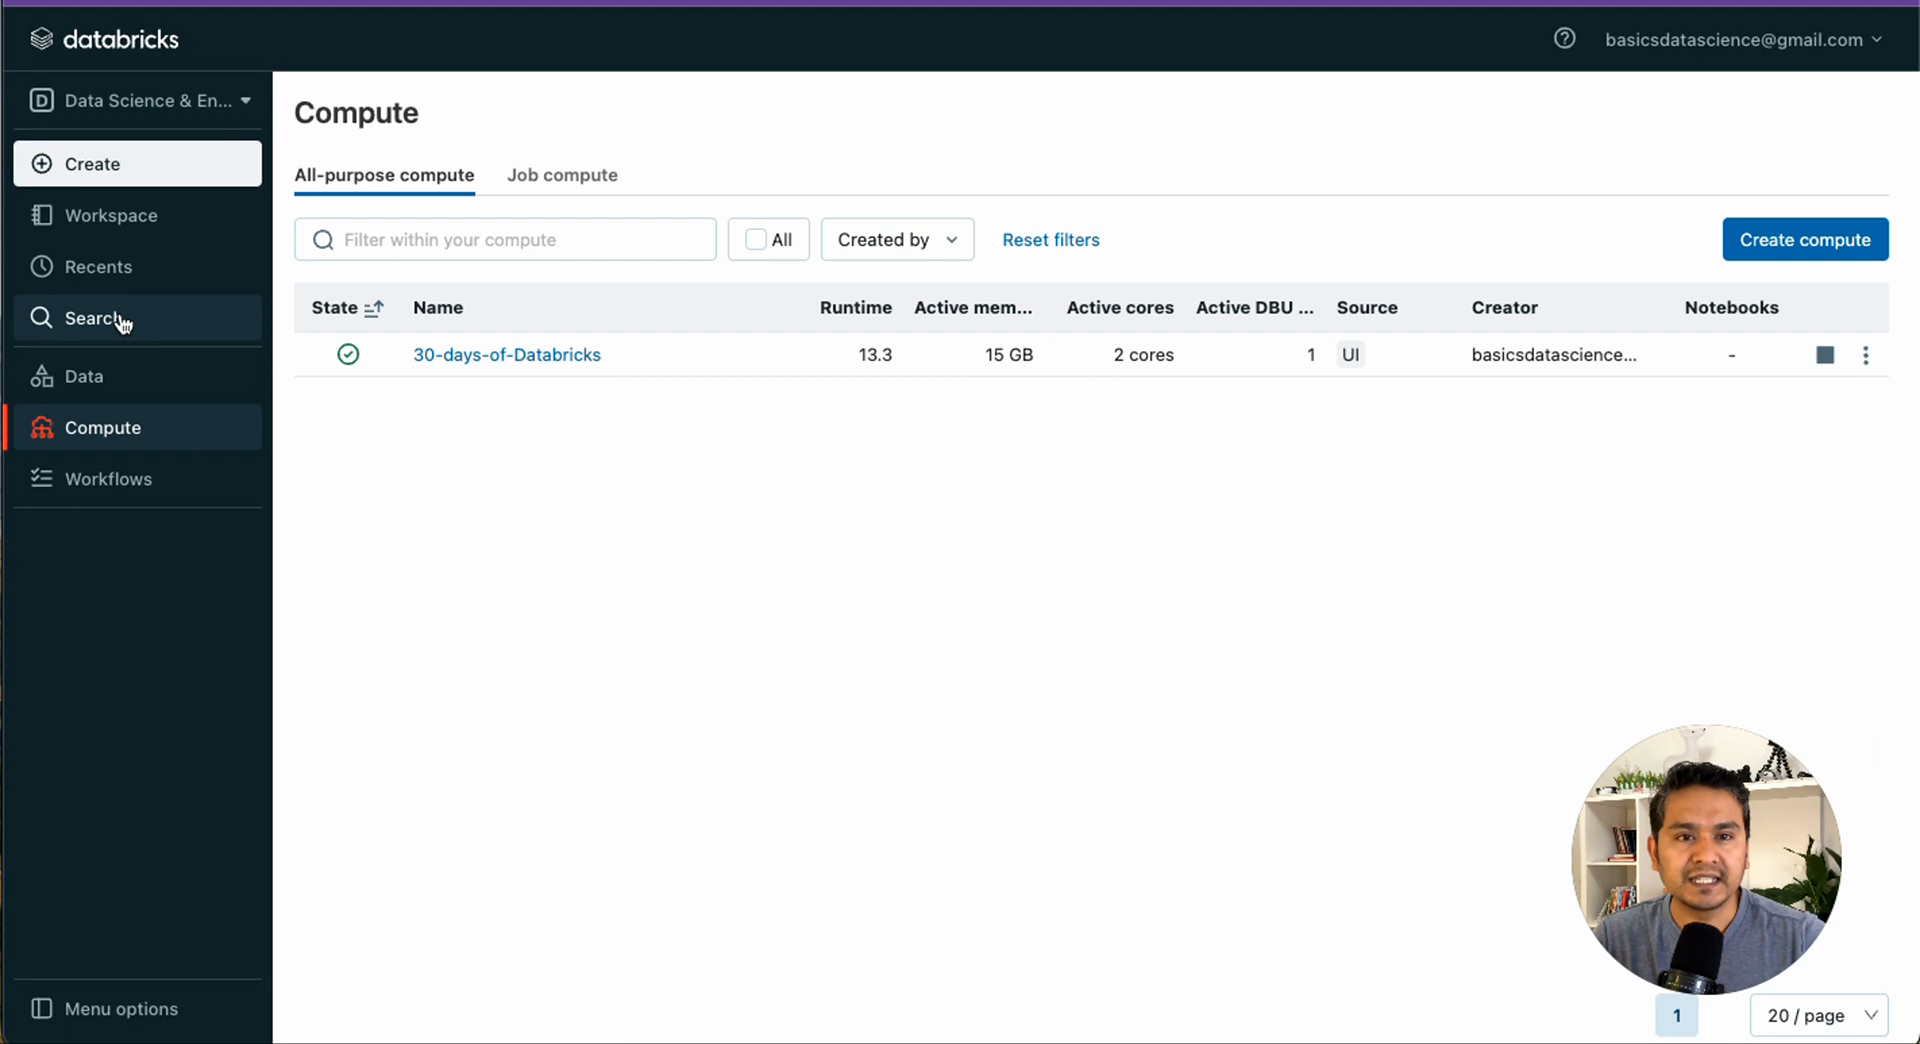 databricks
basicsdatascience@gmail.com
D Data Science & En...
Create
Workspace
Recents
Search
Data
Compute
Workflows
Menu options
Compute
All-purpose compute Job compute
Filter within your compute All Created by Reset filters Create compute
State Name Runtime Active mem... Active cores Active DBU ... Source Creator Notebooks
30-days-of-Databricks 13.3 15 GB 2 cores 1 UI basicsdatascience... -
1 20 / page